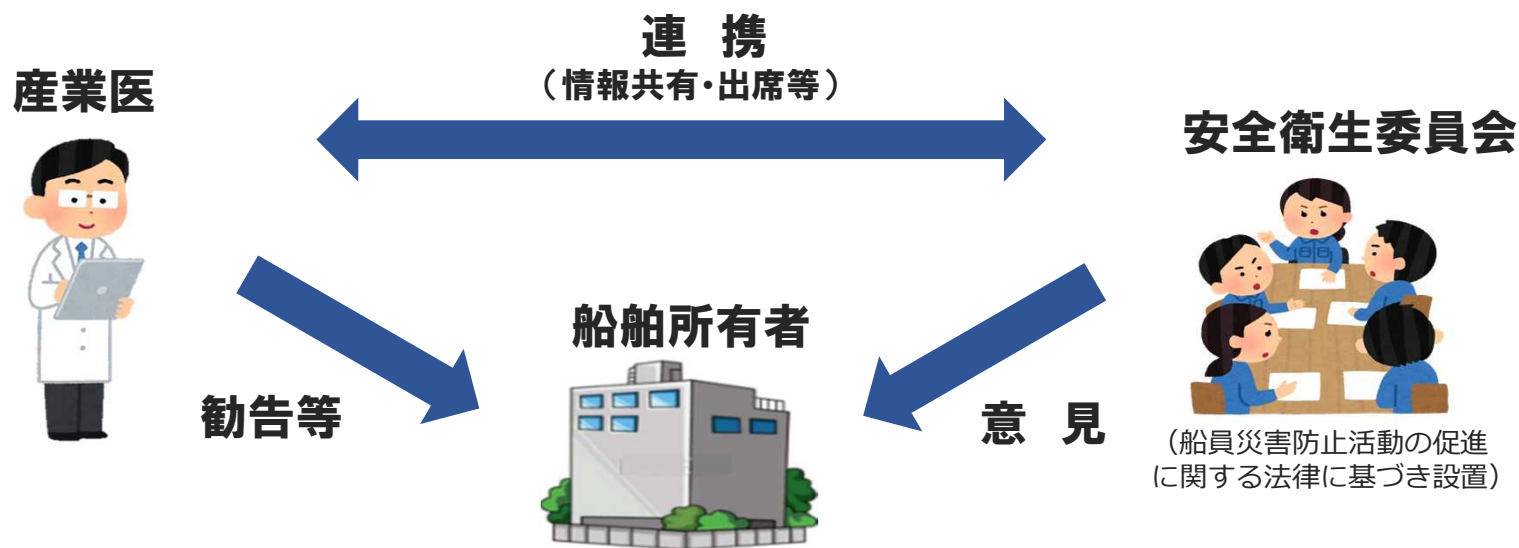 連 携
（情報共有･出席等）
産業医
安全衛生委員会
船舶所有者
勧告等
意 見
（船員災害防止活動の促進
に関する法律に基づき設置）